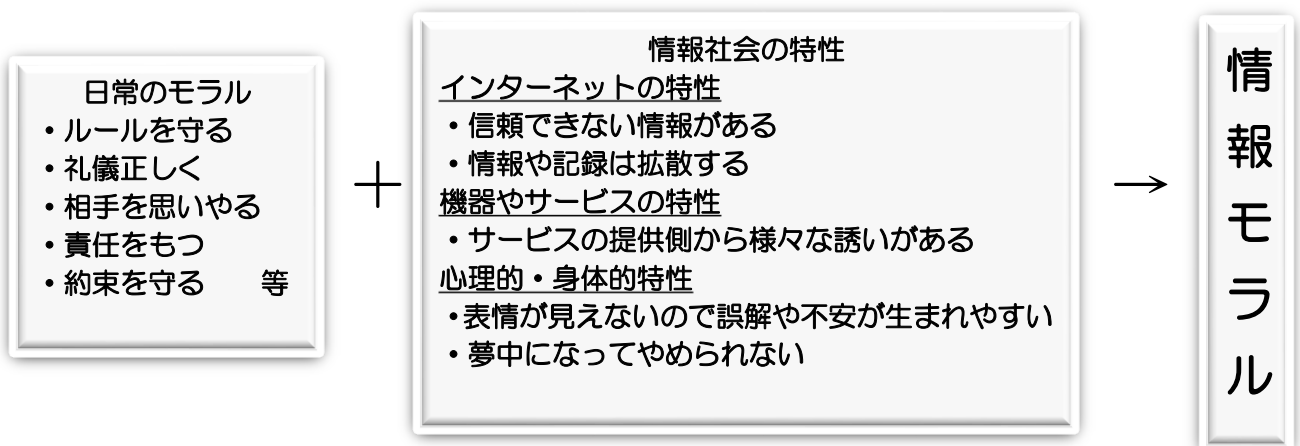 日常のモラル
・ルールを守る
・礼儀正しく
・相手を思いやる
・責任をもつ
・約束を守る　　等
＋
情報社会の特性
インターネットの特性
・信頼できない情報がある
・情報や記録は拡散する
機器やサービスの特性
・サービスの提供側から様々な誘いがある
心理的・身体的特性
・表情が見えないので誤解や不安が生まれやすい
・夢中になってやめられない
→
情報モラル